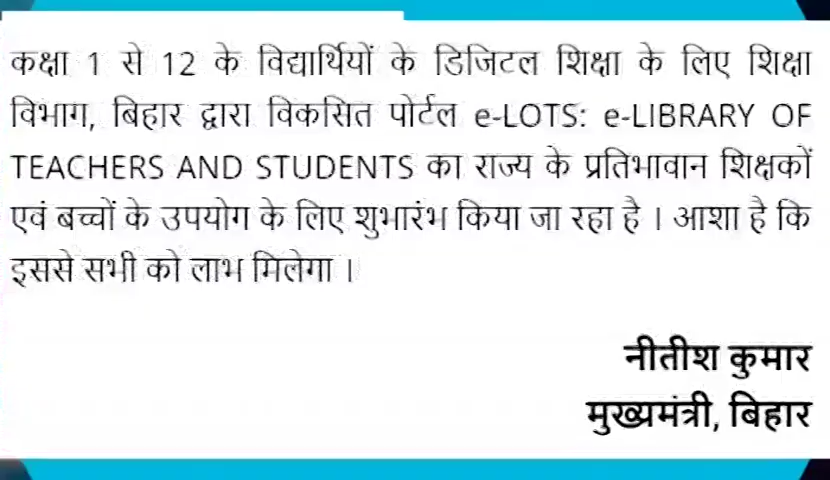 कक्षा 1 से 12 के विद्यार्थियों के डिजिटल शिक्षा के लिए शिक्षा
विभाग, बिहार द्वारा विकसित पोर्टल e-LOTS: e-LIBRARY OF
TEACHERS AND STUDENTS का राज्य के प्रतिभावान शिक्षकों
एवं बच्चों के उपयोग के लिए शुभारंभ किया जा रहा है । आशा है कि
इससे सभी को लाभ मिलेगा ।
नीतीश कुमार
मुख्यमंत्री, बिहार